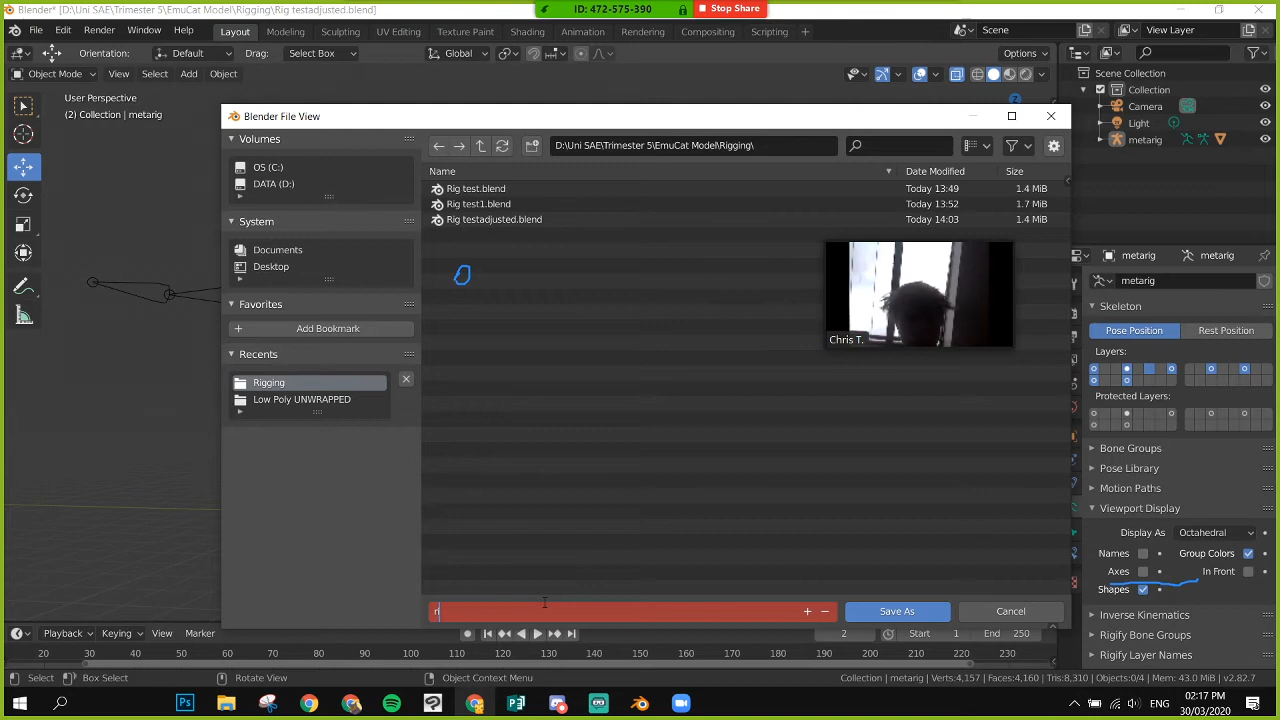 Blender* [D:\Uni SAE\Trimester 5\EmuCat Model\Rigging\Rig testadjusted.blend]
ID: 472-575-390
Stop Share
File Edit Render Window Help
Layout Modeling Sculpting UV Editing Texture Paint Shading Animation Rendering Compositing Scripting +
Scene
View Layer
Orientation: Default Drag: Select Box Global Options
Object Mode View Select Add Object
User Perspective
(2) Collection | metarig
Z
Scene Collection
Collection
Camera
Light
metarig
Blender File View
Volumes
OS (C:)
DATA (D:)
System
Documents
Desktop
Favorites
+ Add Bookmark
Recents
Rigging
Low Poly UNWRAPPED
D:\Uni SAE\Trimester 5\EmuCat Model\Rigging\
Name Date Modified Size
Rig test.blend Today 13:49 1.4 MiB
Rig test1.blend Today 13:52 1.7 MiB
Rig testadjusted.blend Today 14:03 1.4 MiB
Chris T.
ri
Save As
Cancel
metarig
metarig
Skeleton
Pose Position Rest Position
Layers:
Protected Layers:
Bone Groups
Pose Library
Motion Paths
Viewport Display
Display As Octahedral
Names Group Colors
Axes In Front
Shapes
Inverse Kinematics
Rigify Bone Groups
Rigify Layer Names
Playback Keying View Marker
2 Start 1 End 250
20 30 40 50 60 70 80 90 100 110 120 130 140 150 160 170 180 190 200 210 220 230 240 250
Select Box Select Rotate View Object Context Menu
Collection | metarig | Verts:4,157 | Faces:4,160 | Tris:8,310 | Objects:0/4 | Mem: 43.0 MiB | v2.82.7
Ps
ENG
02:17 PM
30/03/2020